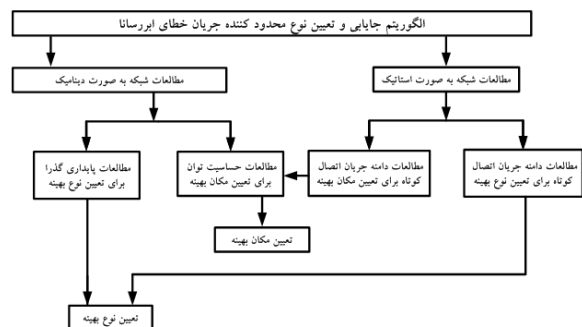 الگوریتم جایابی و تعیین نوع محدود کننده جریان خطای ابررسانا
مطالعات شبکه به صورت استاتیک
مطالعات شبکه به صورت دینامیک
مطالعات دامنه جریان اتصال
کوتاه برای تعیین نوع بهینه
مطالعات دامنه جریان اتصال
کوتاه برای تعیین مکان بهینه
مطالعات حساسیت توان
برای تعیین مکان بهینه
مطالعات پایداری گذرا
برای تعیین نوع بهینه
تعیین مکان بهینه
تعیین نوع بهینه